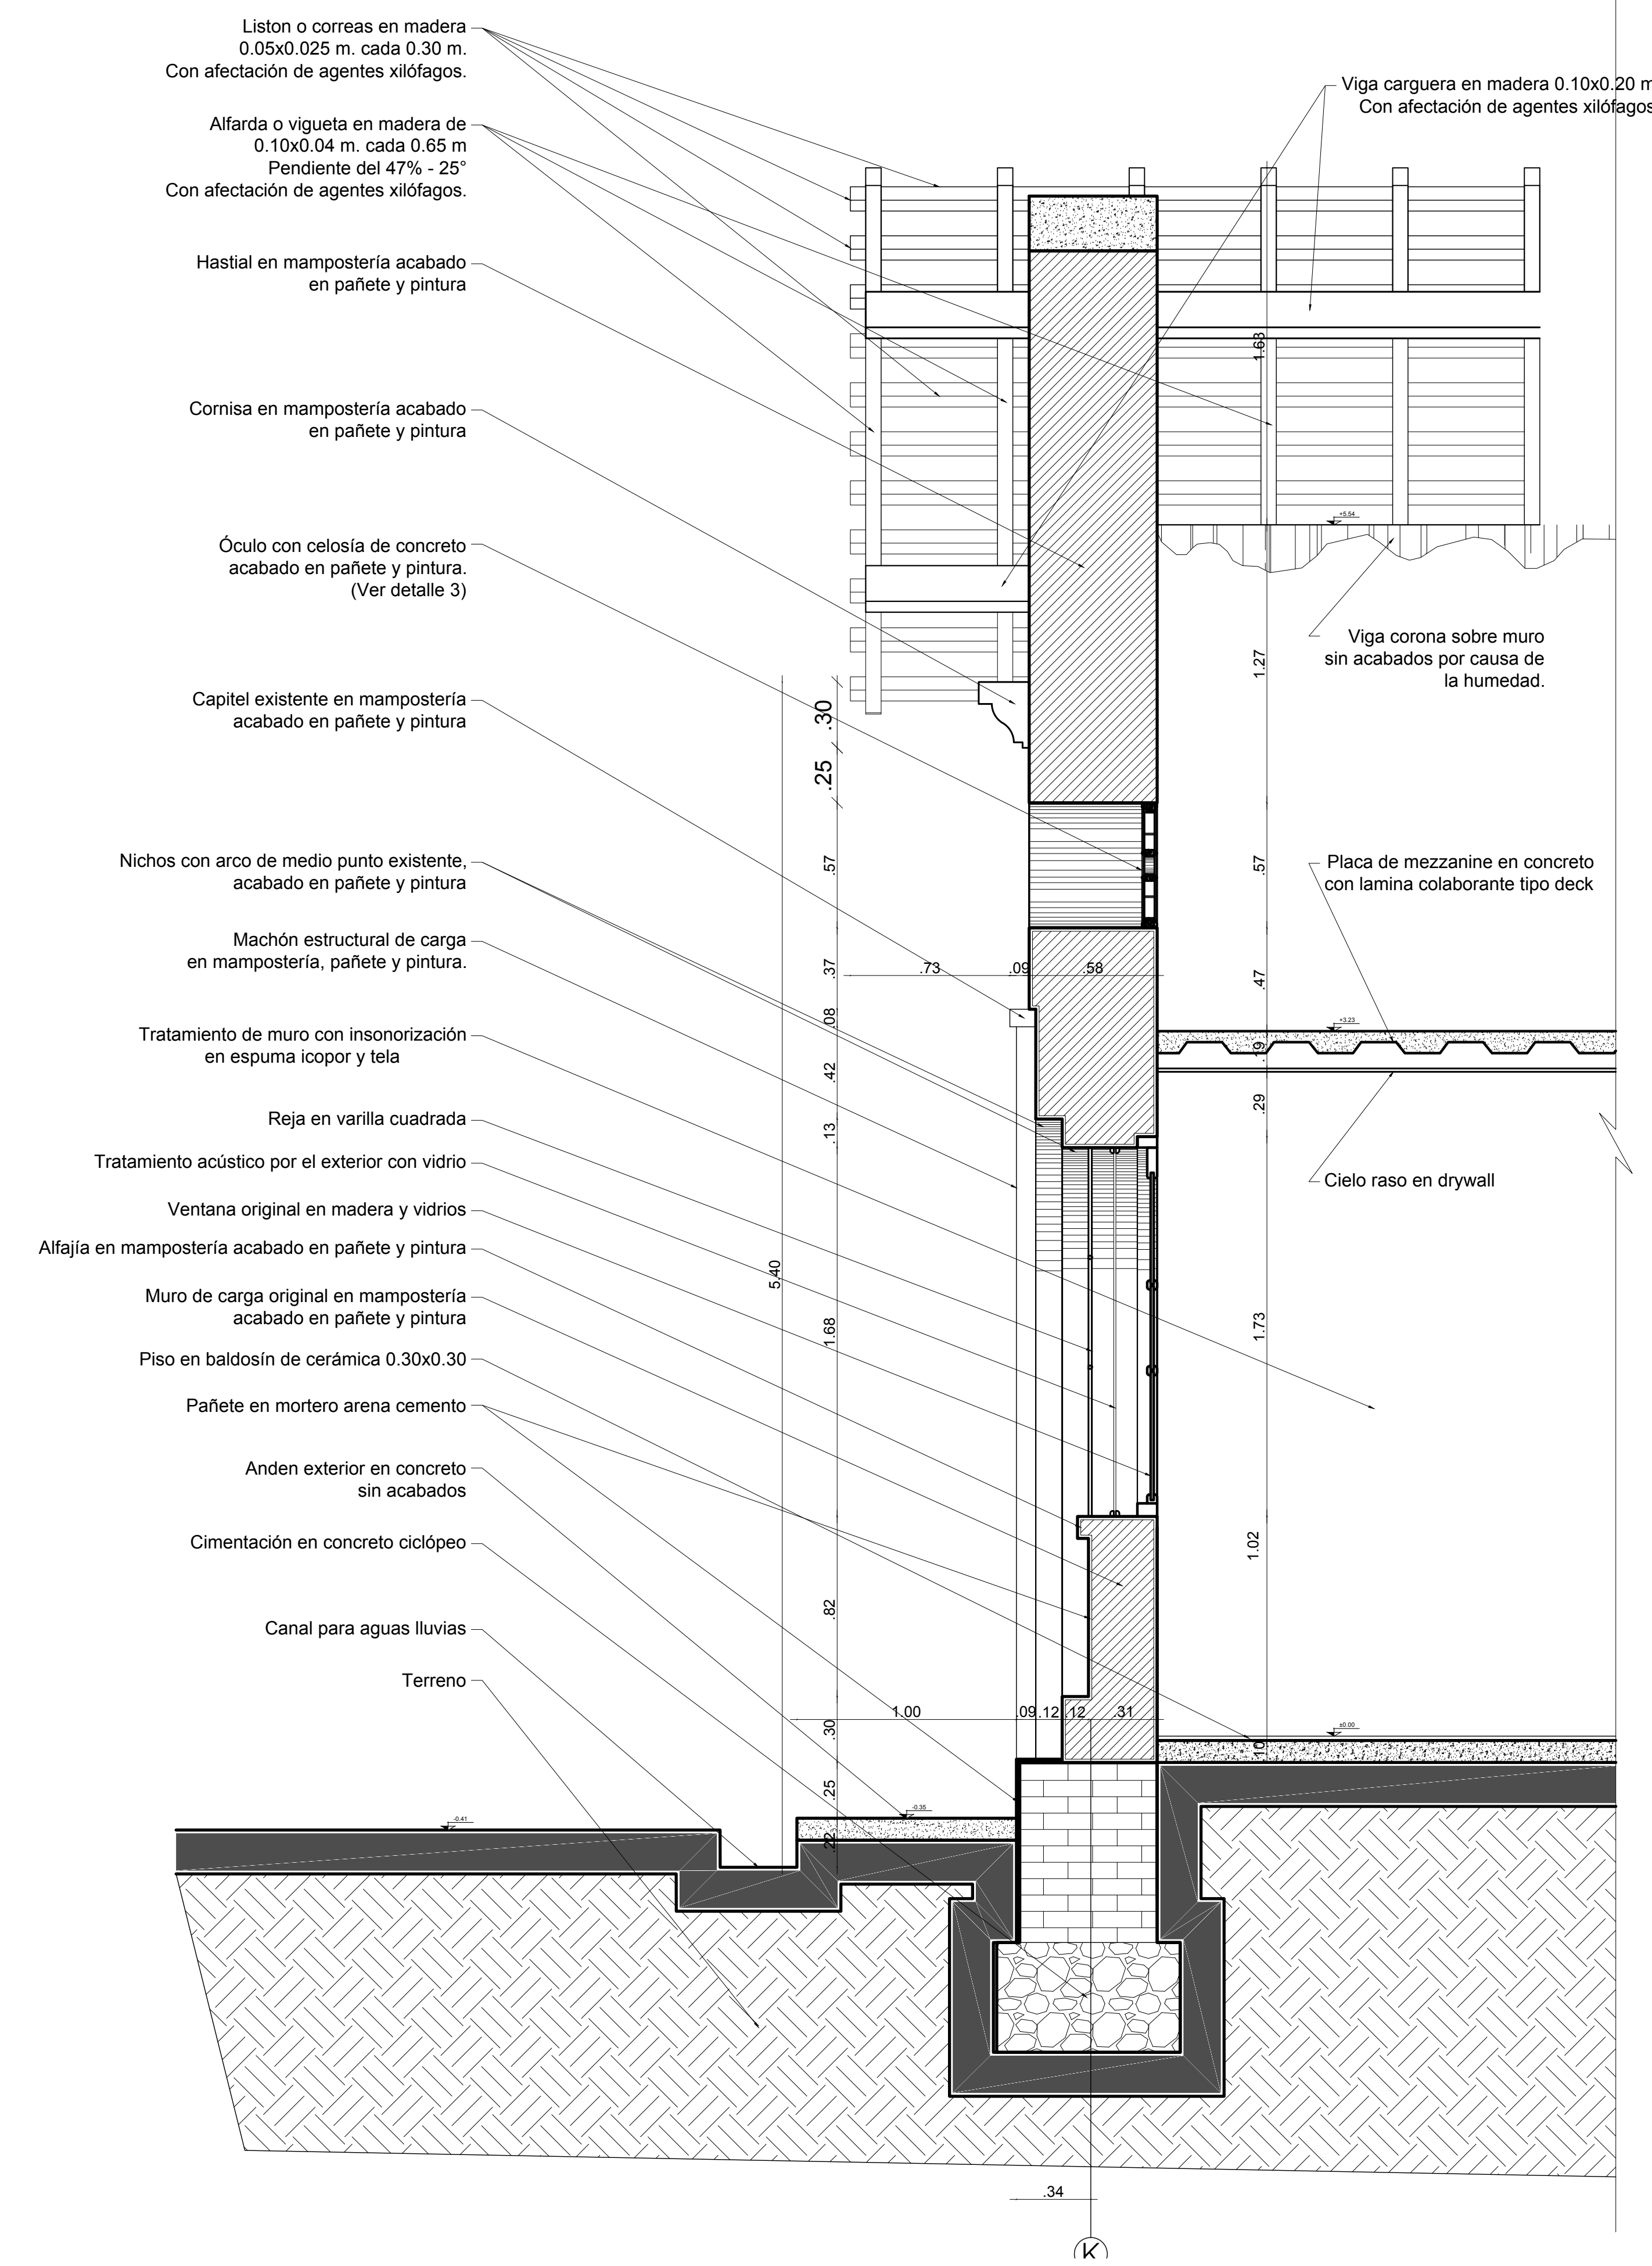 Liston o correas en madera
0.05x0.025 m. cada 0.30 m.
Con afectación de agentes xilófagos.
Viga carguera en madera 0.10x0.20 m
Con afectación de agentes xilófagos
Alfarda o vigueta en madera de
0.10x0.04 m. cada 0.65 m
Pendiente del 47% - 25°
Con afectación de agentes xilófagos.
Hastial en mampostería acabado
en pañete y pintura
1.63
Cornisa en mampostería acabado
en pañete y pintura
+5.54
Óculo con celosía de concreto
acabado en pañete y pintura.
(Ver detalle 3)
Viga corona sobre muro
sin acabados por causa de
la humedad.
1.27
Capitel existente en mampostería
acabado en pañete y pintura
.30
.25
Nichos con arco de medio punto existente,
acabado en pañete y pintura
.57
.57
Placa de mezzanine en concreto
con lamina colaborante tipo deck
Machón estructural de carga
en mampostería, pañete y pintura.
.37
.73
.09
.58
.47
Tratamiento de muro con insonorización
en espuma icopor y tela
.08
+3.23
.19
.42
.29
Reja en varilla cuadrada
.13
Tratamiento acústico por el exterior con vidrio
Cielo raso en drywall
Ventana original en madera y vidrios
Alfajía en mampostería acabado en pañete y pintura
5.40
Muro de carga original en mampostería
acabado en pañete y pintura
1.68
1.73
Piso en baldosín de cerámica 0.30x0.30
Pañete en mortero arena cemento
Anden exterior en concreto
sin acabados
Cimentación en concreto ciclópeo
1.02
.82
Canal para aguas lluvias
Terreno
1.00
.09
.12
.12
.31
.30
±0.00
.10
.25
-0.41
-0.35
.22
.34
K